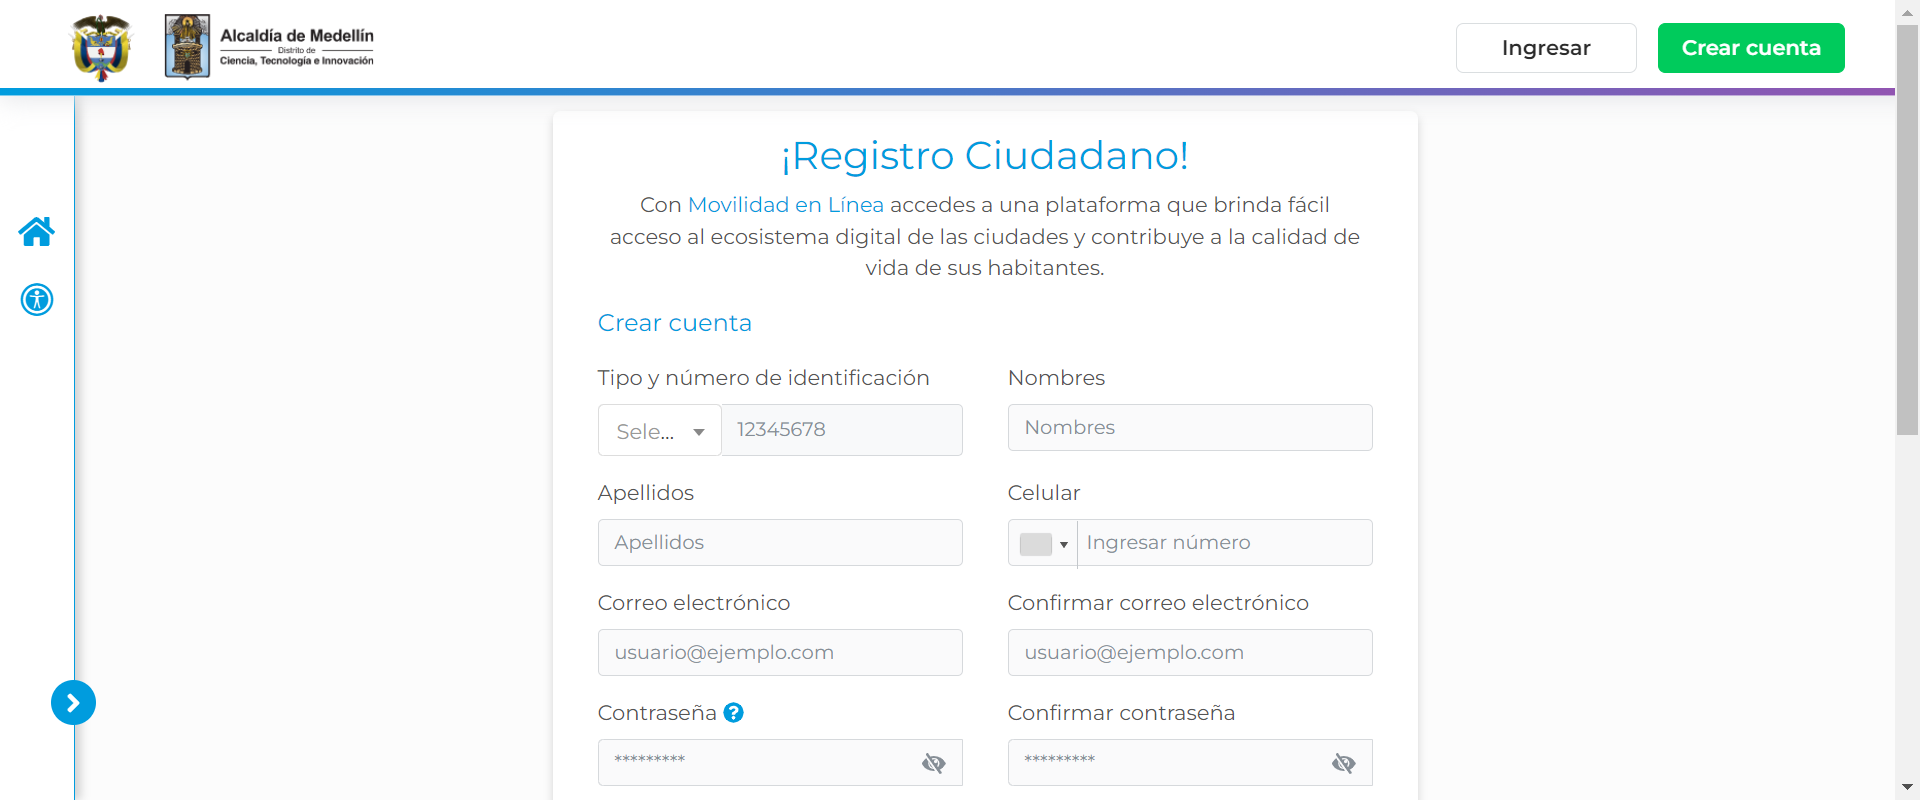 Alcaldía de Medellín
Distrito de
Ciencia, Tecnología e Innovación
Ingresar
Crear cuenta
¡Registro Ciudadano!
Con Movilidad en Línea accedes a una plataforma que brinda fácil
acceso al ecosistema digital de las ciudades y contribuye a la calidad de
vida de sus habitantes.
Crear cuenta
Tipo y número de identificación
Nombres
Sele...
12345678
Nombres
Apellidos
Celular
Apellidos
Ingresar número
Correo electrónico
Confirmar correo electrónico
usuario@ejemplo.com
usuario@ejemplo.com
Contraseña ?
Confirmar contraseña
*********
*********